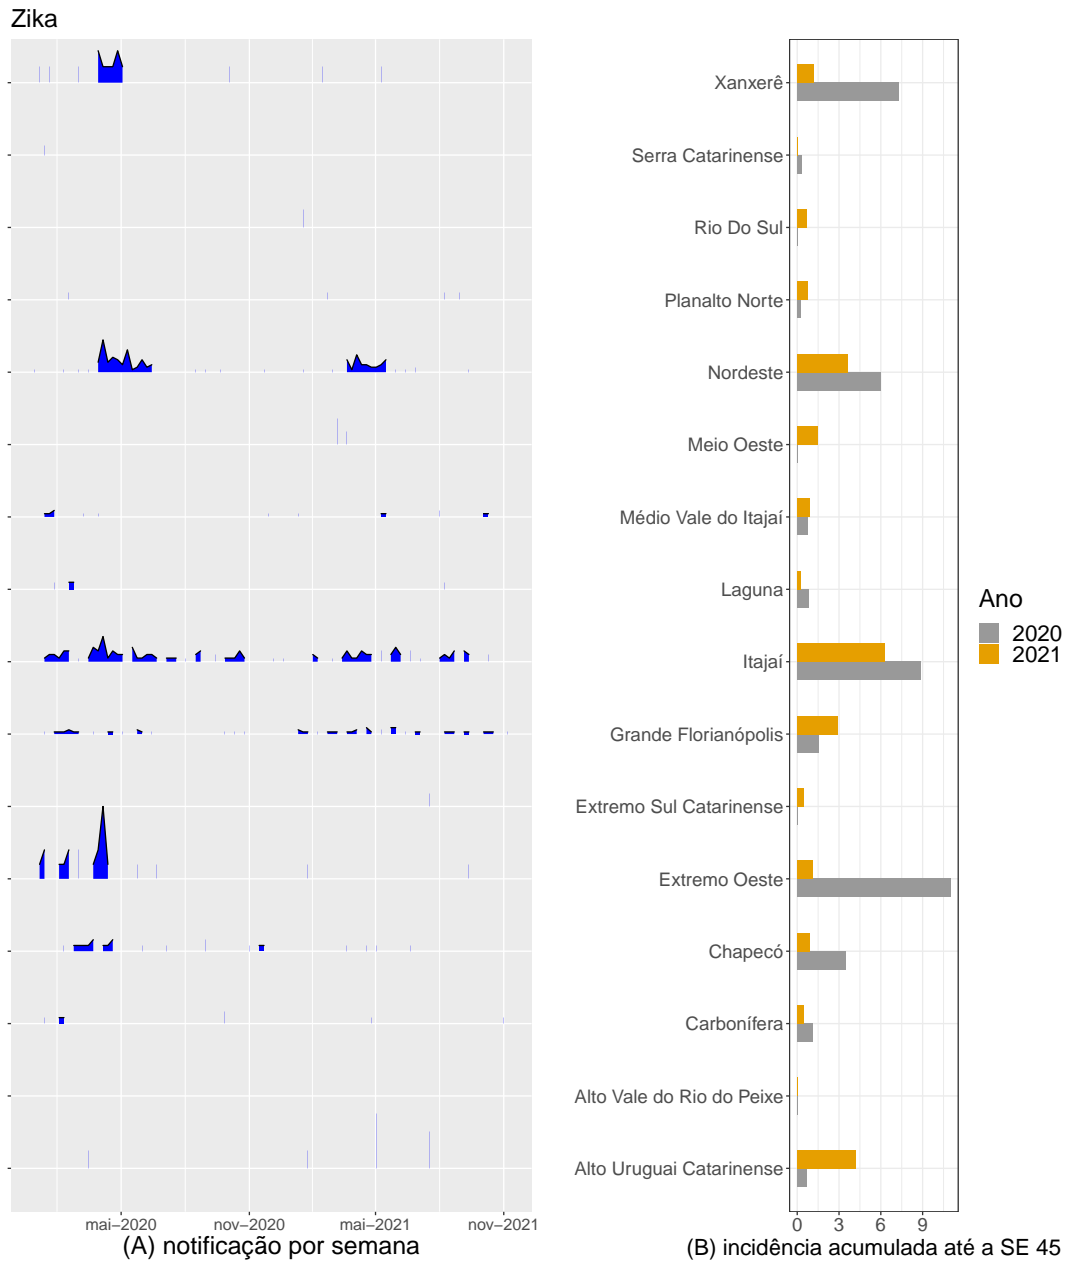 Zika
Xanxerê
Serra Catarinense
Rio Do Sul
Planalto Norte
Nordeste
Meio Oeste
Médio Vale do Itajaí
Laguna
Itajaí
Grande Florianópolis
Extremo Sul Catarinense
Extremo Oeste
Chapecó
Carbonífera
Alto Vale do Rio do Peixe
Alto Uruguai Catarinense
Ano
2020
2021
mai–2020 nov–2020 mai–2021 nov–2021
(A) notificação por semana
0 3 6 9
(B) incidência acumulada até a SE 45